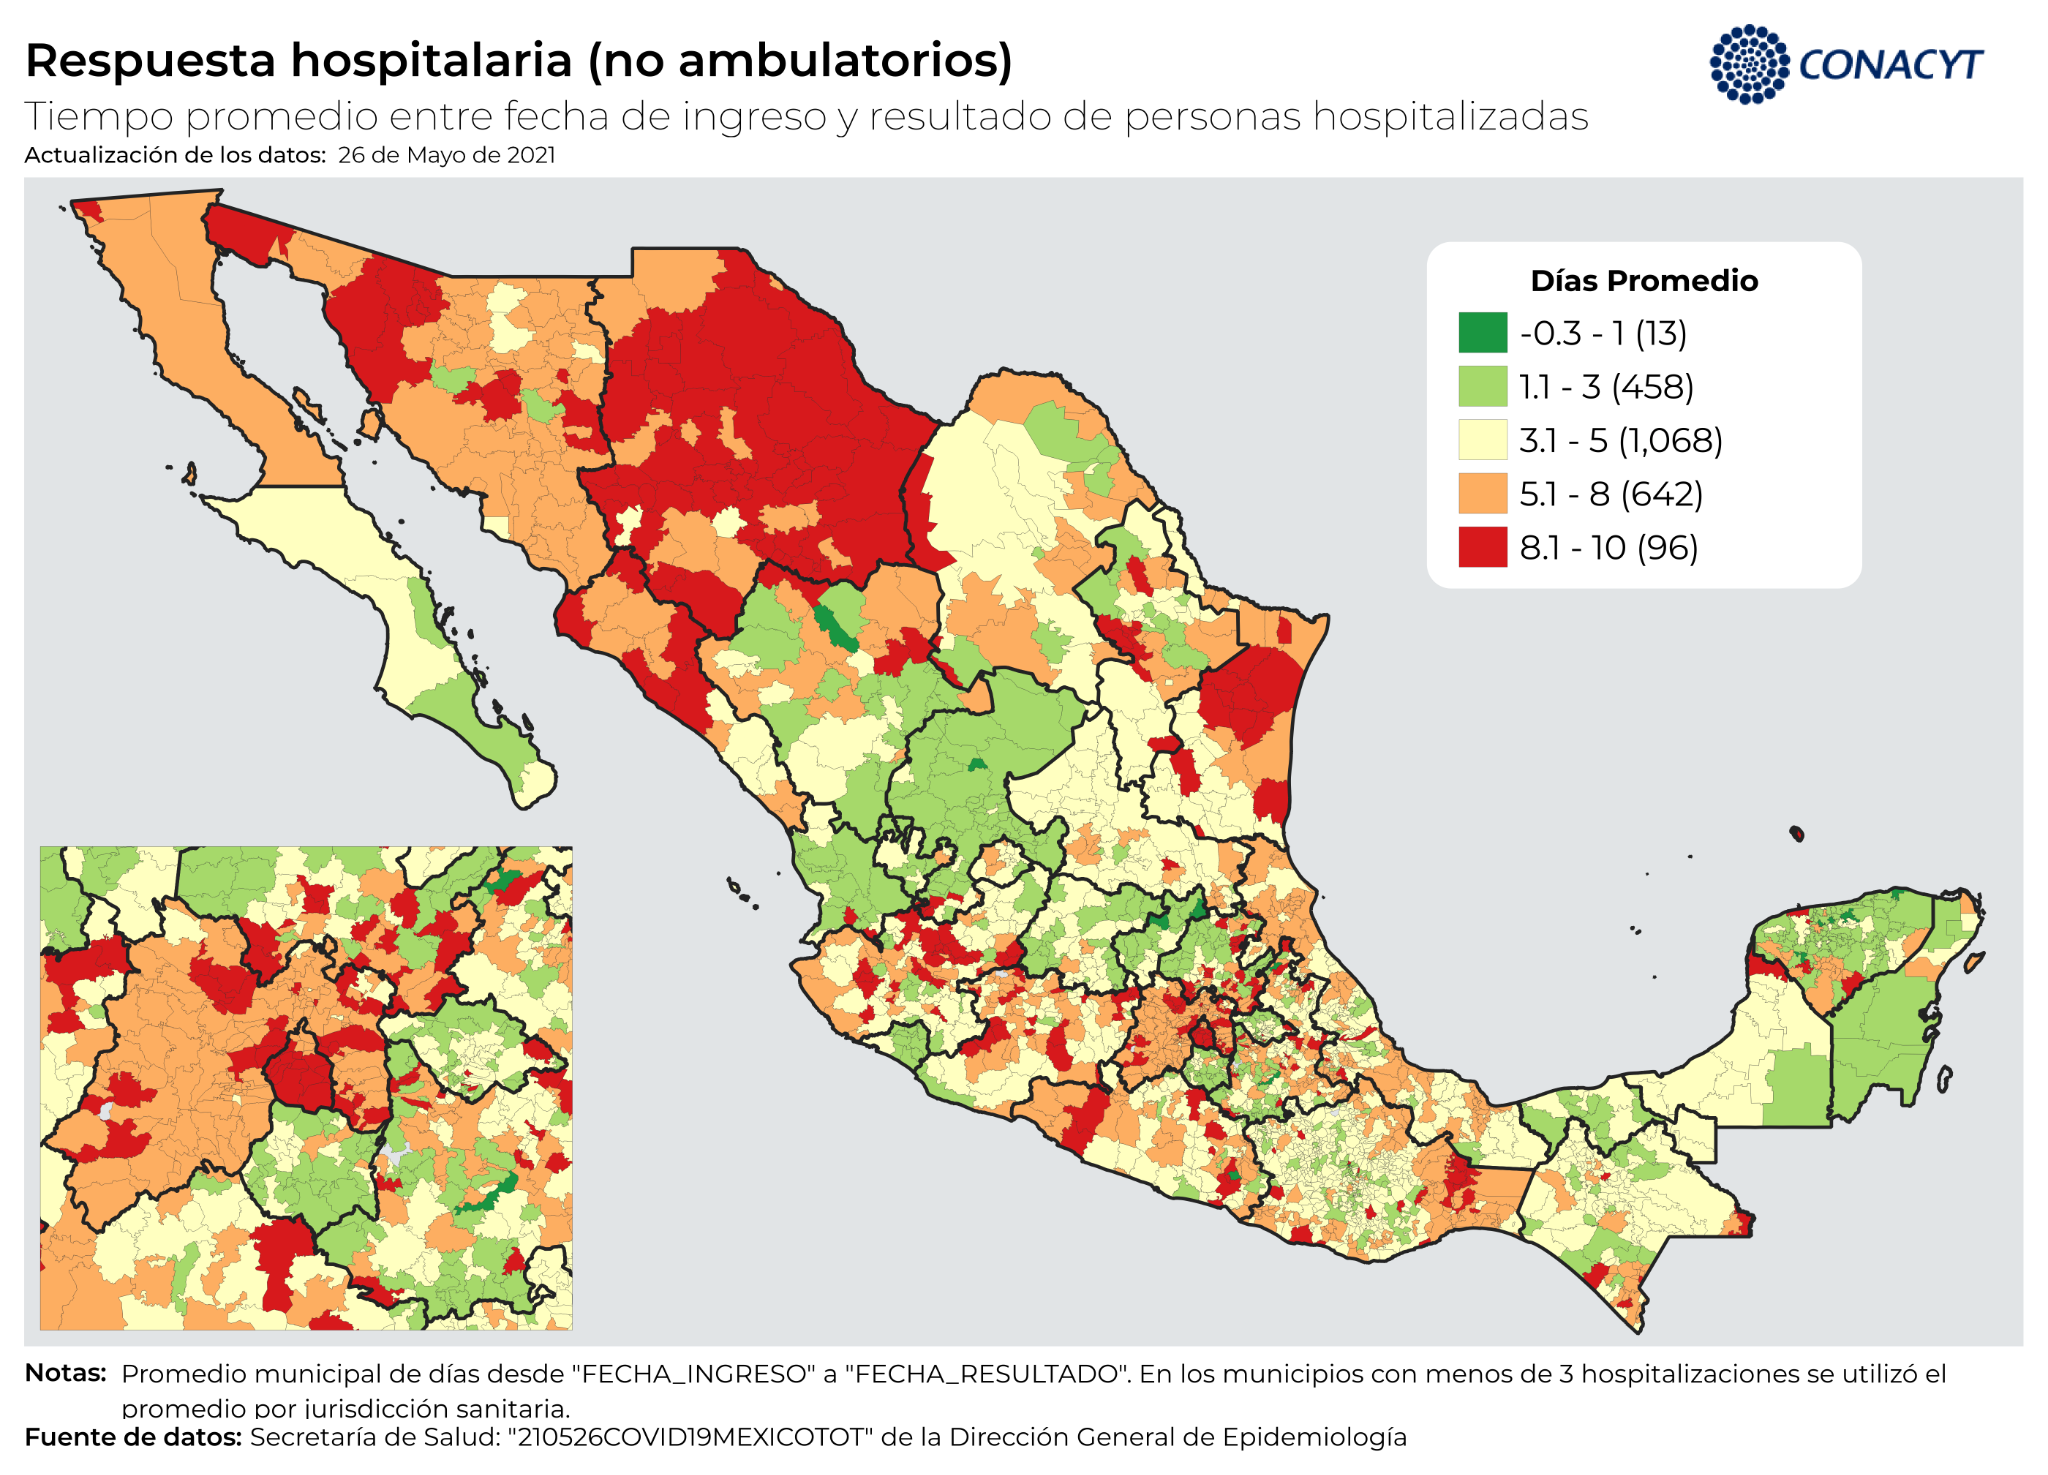 Respuesta hospitalaria (no ambulatorios)
CONACYT
Tiempo promedio entre fecha de ingreso y resultado de personas hospitalizadas
Actualización de los datos: 26 de Mayo de 2021
Días Promedio
-0.3 - 1 (13)
1.1 - 3 (458)
3.1 - 5 (1,068)
5.1 - 8 (642)
8.1 - 10 (96)
Notas: Promedio municipal de días desde "FECHA_INGRESO" a "FECHA_RESULTADO". En los municipios con menos de 3 hospitalizaciones se utilizó el
promedio por jurisdicción sanitaria.
Fuente de datos: Secretaría de Salud: "210526COVID19MEXICOTOT" de la Dirección General de Epidemiología